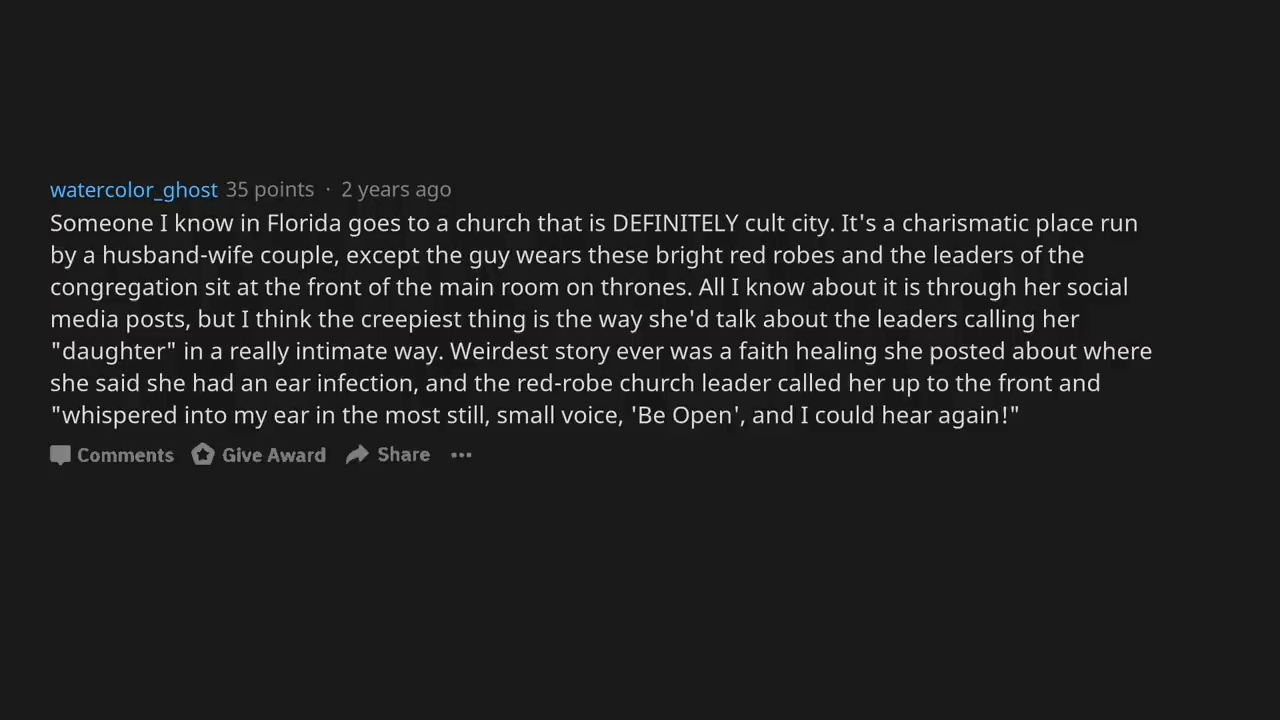 watercolor_ghost 35 points · 2 years ago
Someone I know in Florida goes to a church that is DEFINITELY cult city. It's a charismatic place run
by a husband-wife couple, except the guy wears these bright red robes and the leaders of the
congregation sit at the front of the main room on thrones. All I know about it is through her social
media posts, but I think the creepiest thing is the way she'd talk about the leaders calling her
"daughter" in a really intimate way. Weirdest story ever was a faith healing she posted about where
she said she had an ear infection, and the red-robe church leader called her up to the front and
"whispered into my ear in the most still, small voice, 'Be Open', and I could hear again!"
Comments Give Award Share ···